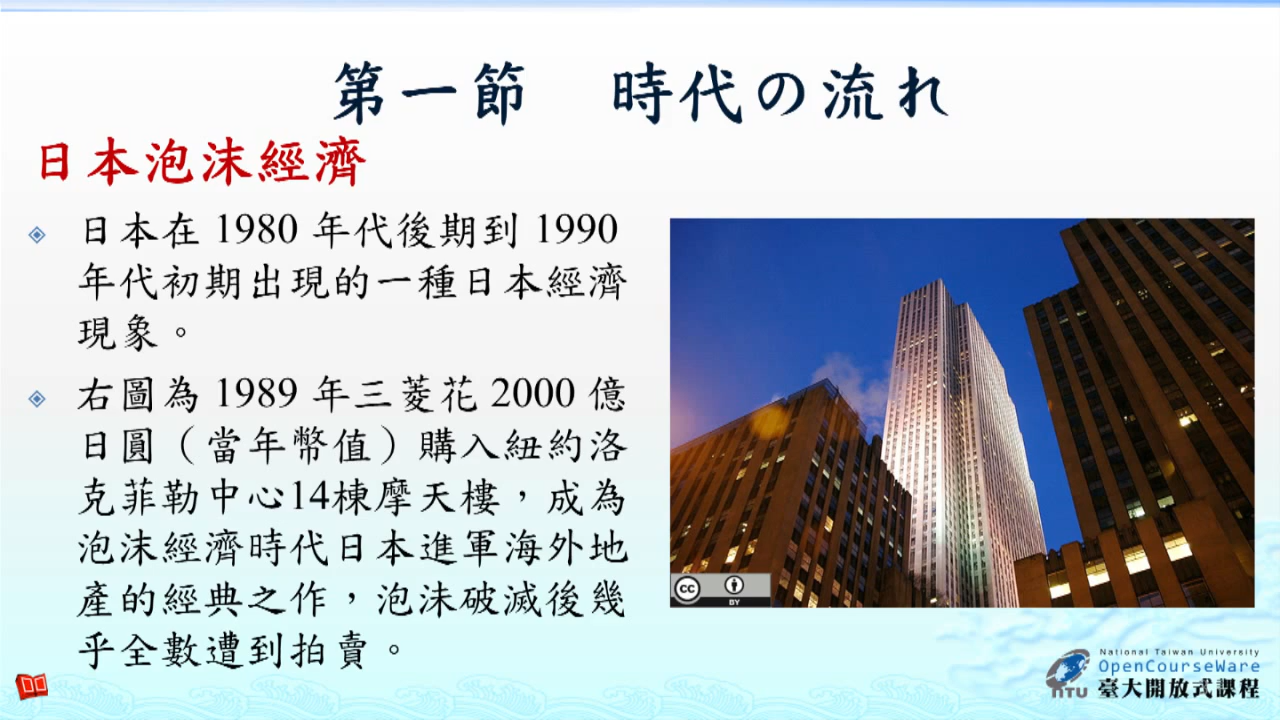 第一節　時代の流れ
日本泡沫經濟
日本在 1980 年代後期到 1990
年代初期出現的一種日本經濟
現象。
右圖為 1989 年三菱花 2000 億
日圓（當年幣值）購入紐約洛
克菲勒中心14棟摩天樓，成為
泡沫經濟時代日本進軍海外地
產的經典之作，泡沫破滅後幾
乎全數遭到拍賣。
cc
BY
National Taiwan University
OpenCourseWare
NTU
臺大開放式課程